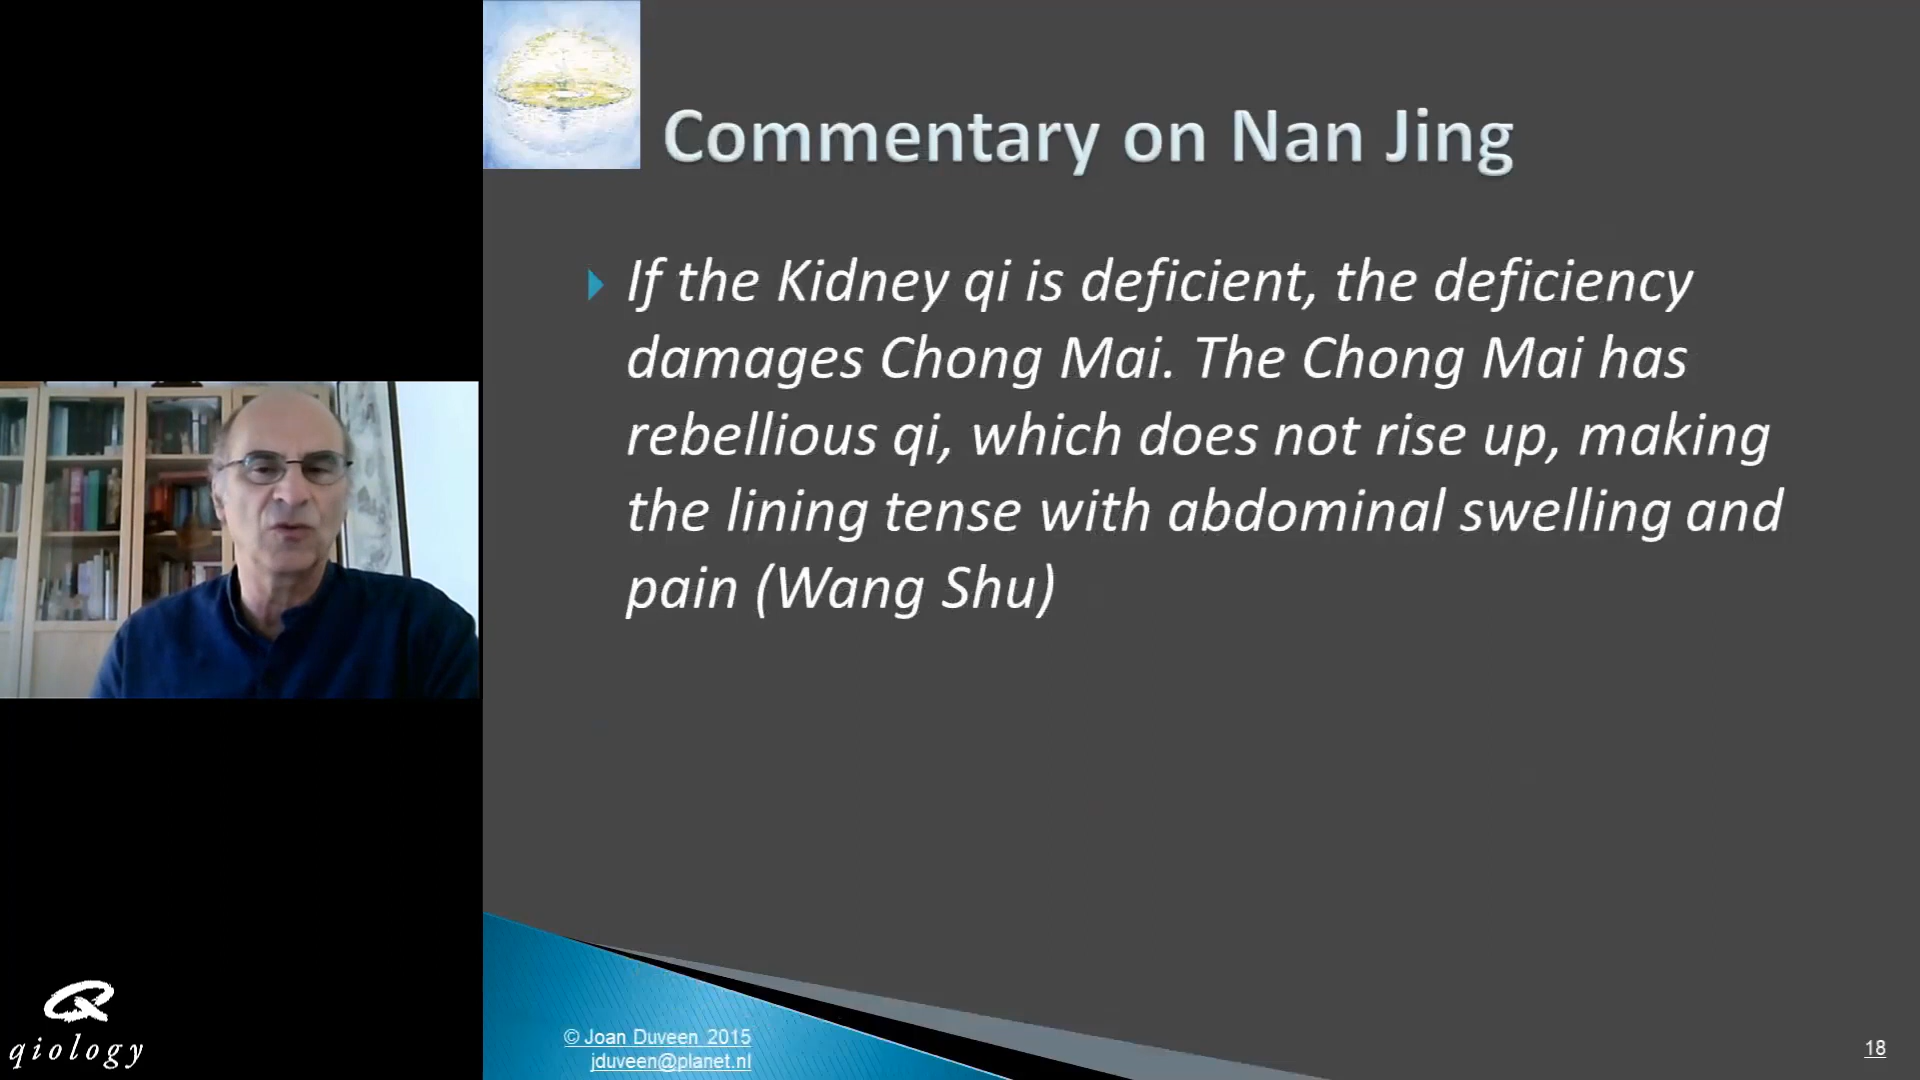 Commentary on Nan Jing
If the Kidney qi is deficient, the deficiency
damages Chong Mai. The Chong Mai has
rebellious qi, which does not rise up, making
the lining tense with abdominal swelling and
pain (Wang Shu)
qiology
© Joan Duveen 2015
jduveen@planet.nl
18